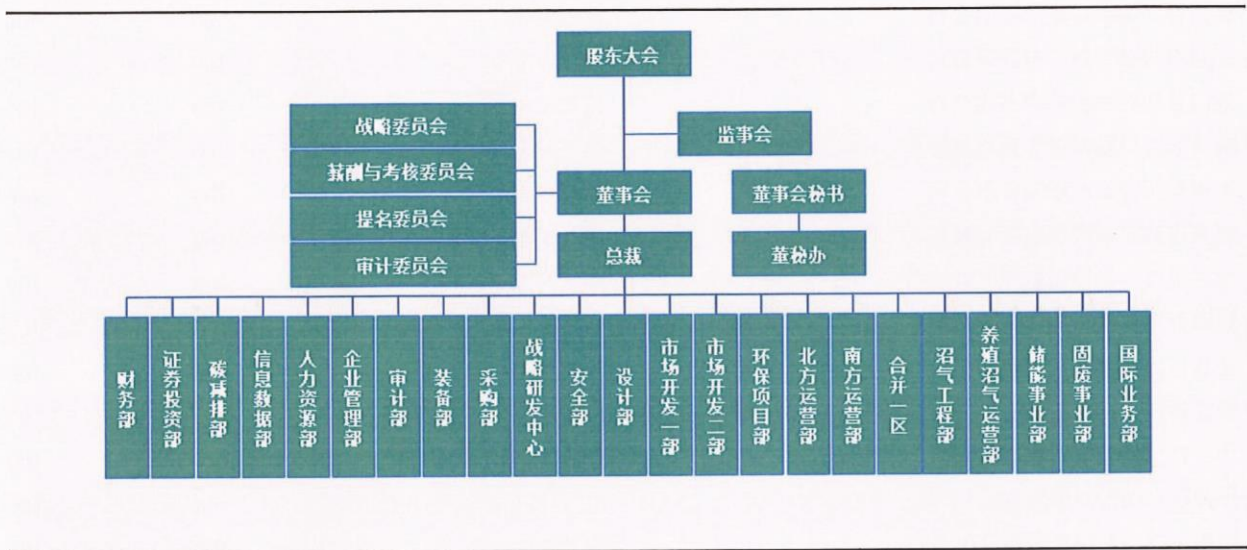 股东大会
监事会
战略委员会
薪酬与考核委员会
提名委员会
审计委员会
董事会
董事会秘书
总裁
董秘办
财务部
证券投资部
碳减排部
信息数据部
人力资源部
企业管理部
审计部
装备部
采购部
战略研发中心
安全部
设计部
市场开发一部
市场开发二部
环保项目部
北方运营部
南方运营部
合并一区
沼气工程部
养殖沼气运营部
储能事业部
固废事业部
国际业务部